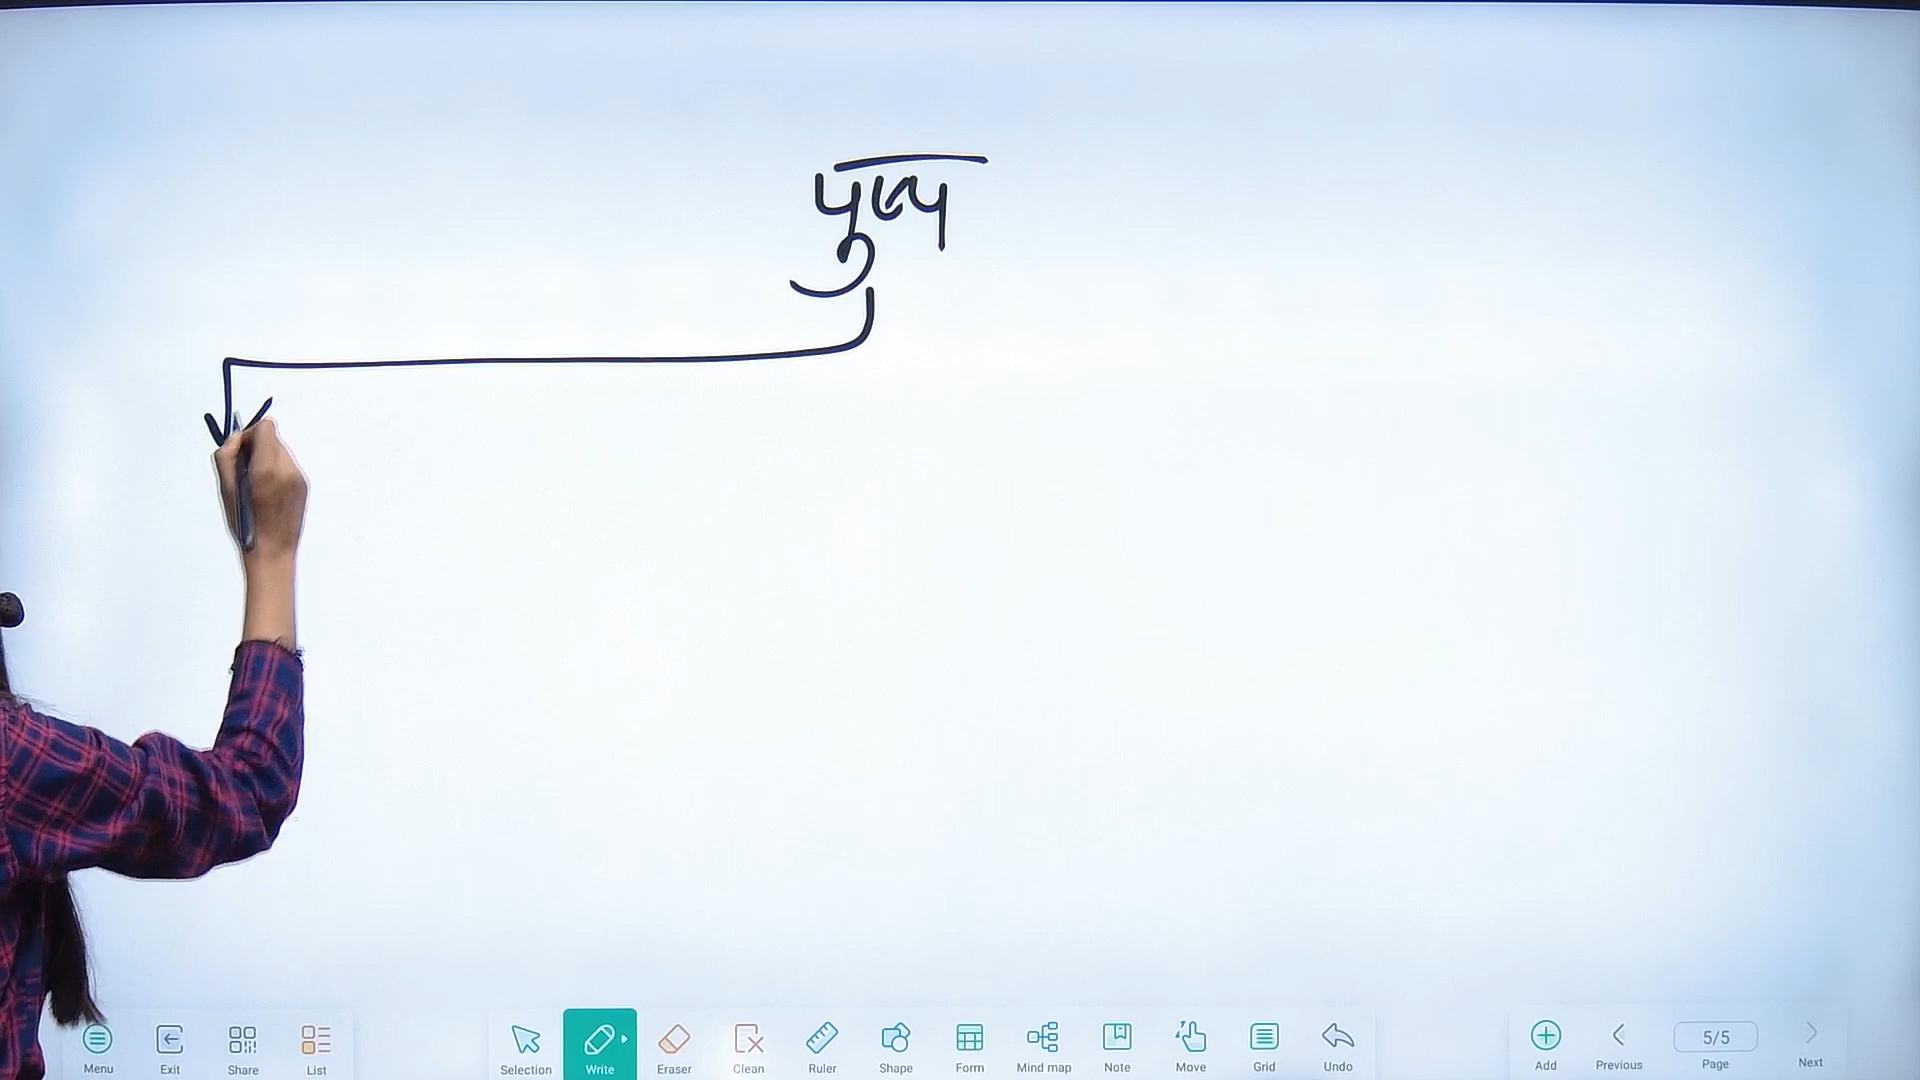 पुष्प
Menu
Exit
Share
List
Selection
Write
Eraser
Clean
Ruler
Shape
Form
Mind map
Note
Move
Grid
Undo
Add
Previous
5/5
Page
Next